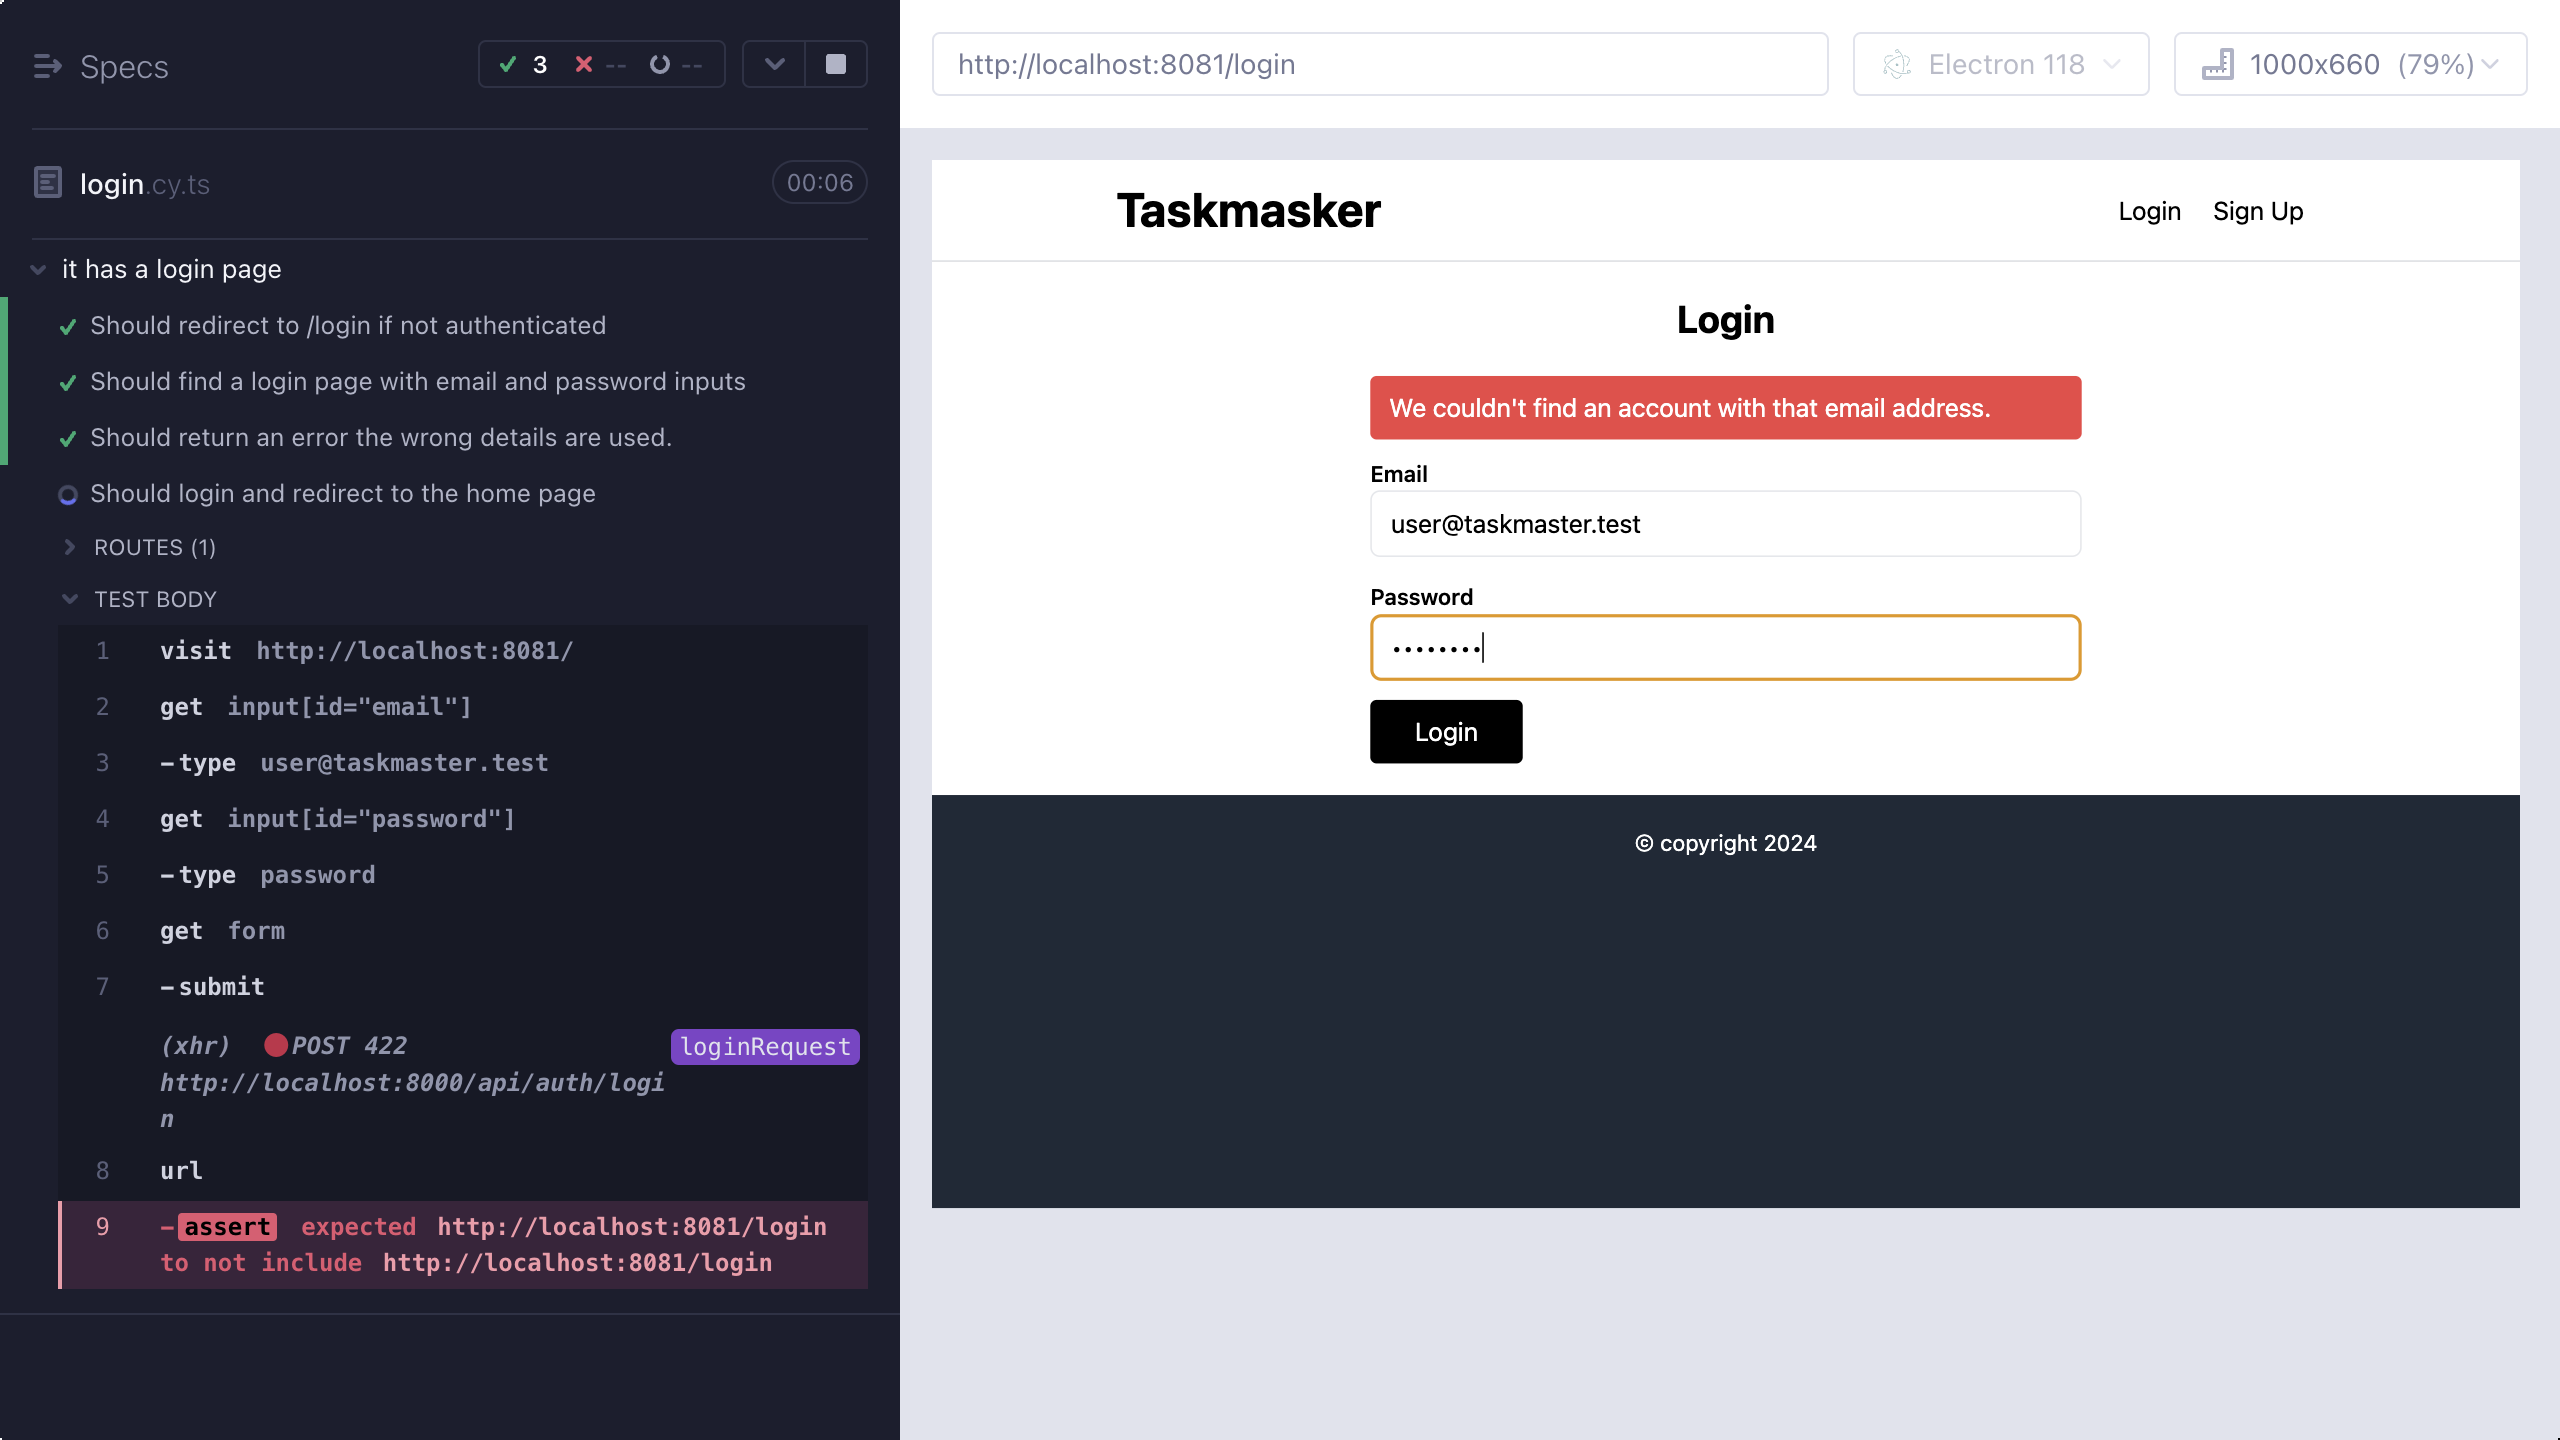 Specs
3 -- --
login.cy.ts
00:06
it has a login page
Should redirect to /login if not authenticated
Should find a login page with email and password inputs
Should return an error the wrong details are used.
Should login and redirect to the home page
ROUTES (1)
TEST BODY
1 visit http://localhost:8081/
2 get input[id="email"]
3 -type user@taskmaster.test
4 get input[id="password"]
5 -type password
6 get form
7 -submit
(xhr) POST 422 loginRequest
http://localhost:8000/api/auth/logi
n
8 url
9 -assert expected http://localhost:8081/login
to not include http://localhost:8081/login
http://localhost:8081/login
Electron 118
1000x660 (79%)
Taskmasker
Login Sign Up
Login
We couldn't find an account with that email address.
Email
user@taskmaster.test
Password
••••••••
Login
© copyright 2024